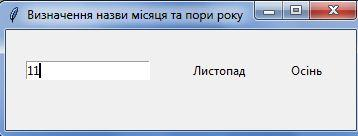 Визначення назви місяця та пори року
11 Листопад Осінь